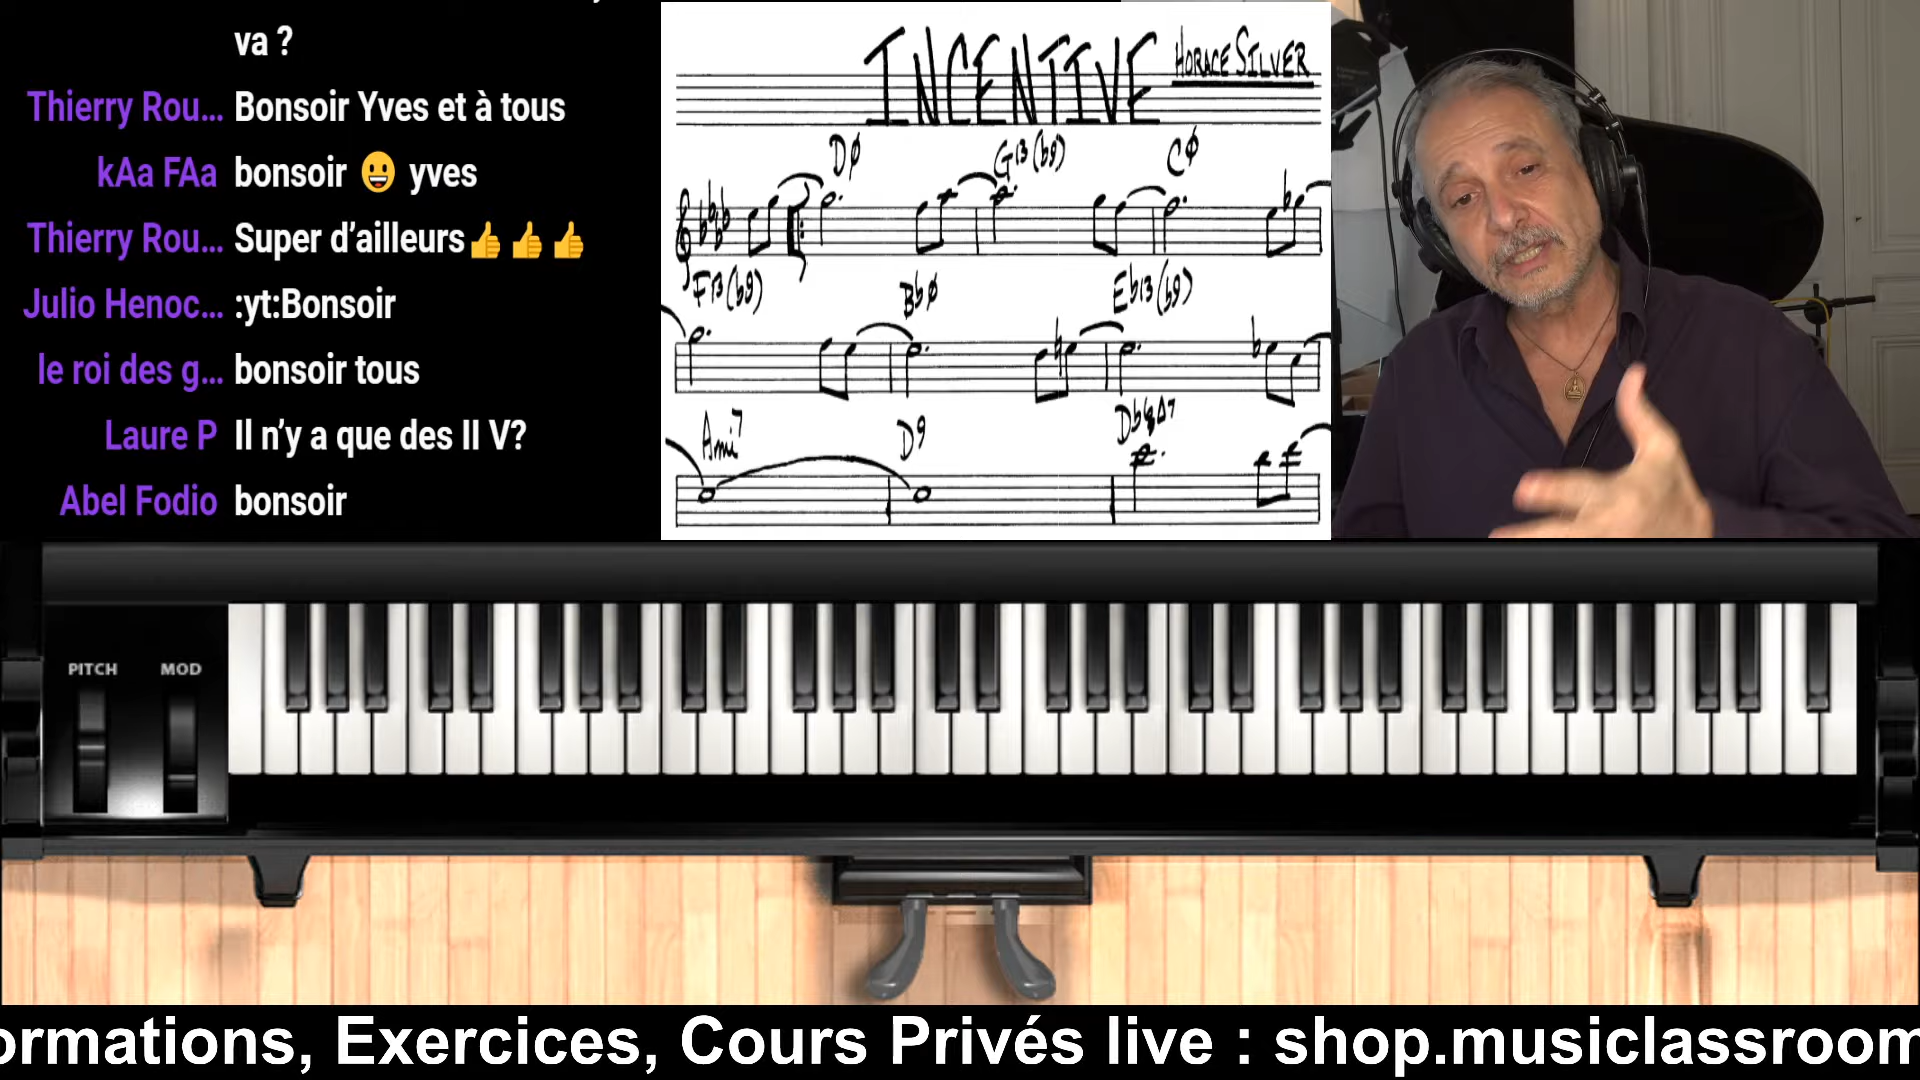 va ?
Thierry Rou... Bonsoir Yves et à tous
kAa FAa bonsoir 😀 yves
Thierry Rou... Super d’ailleurs👍👍👍
Julio Henoc... :yt:Bonsoir
le roi des g... bonsoir tous
Laure P Il n’y a que des II V?
Abel Fodio bonsoir
INCENTIVE HORACE SILVER
Dø G13(b9) Cø
F13(b9) Bbø Eb13(b9)
Ami7 D9
PITCH MOD
ormations, Exercices, Cours Privés live : shop.musiclassroom